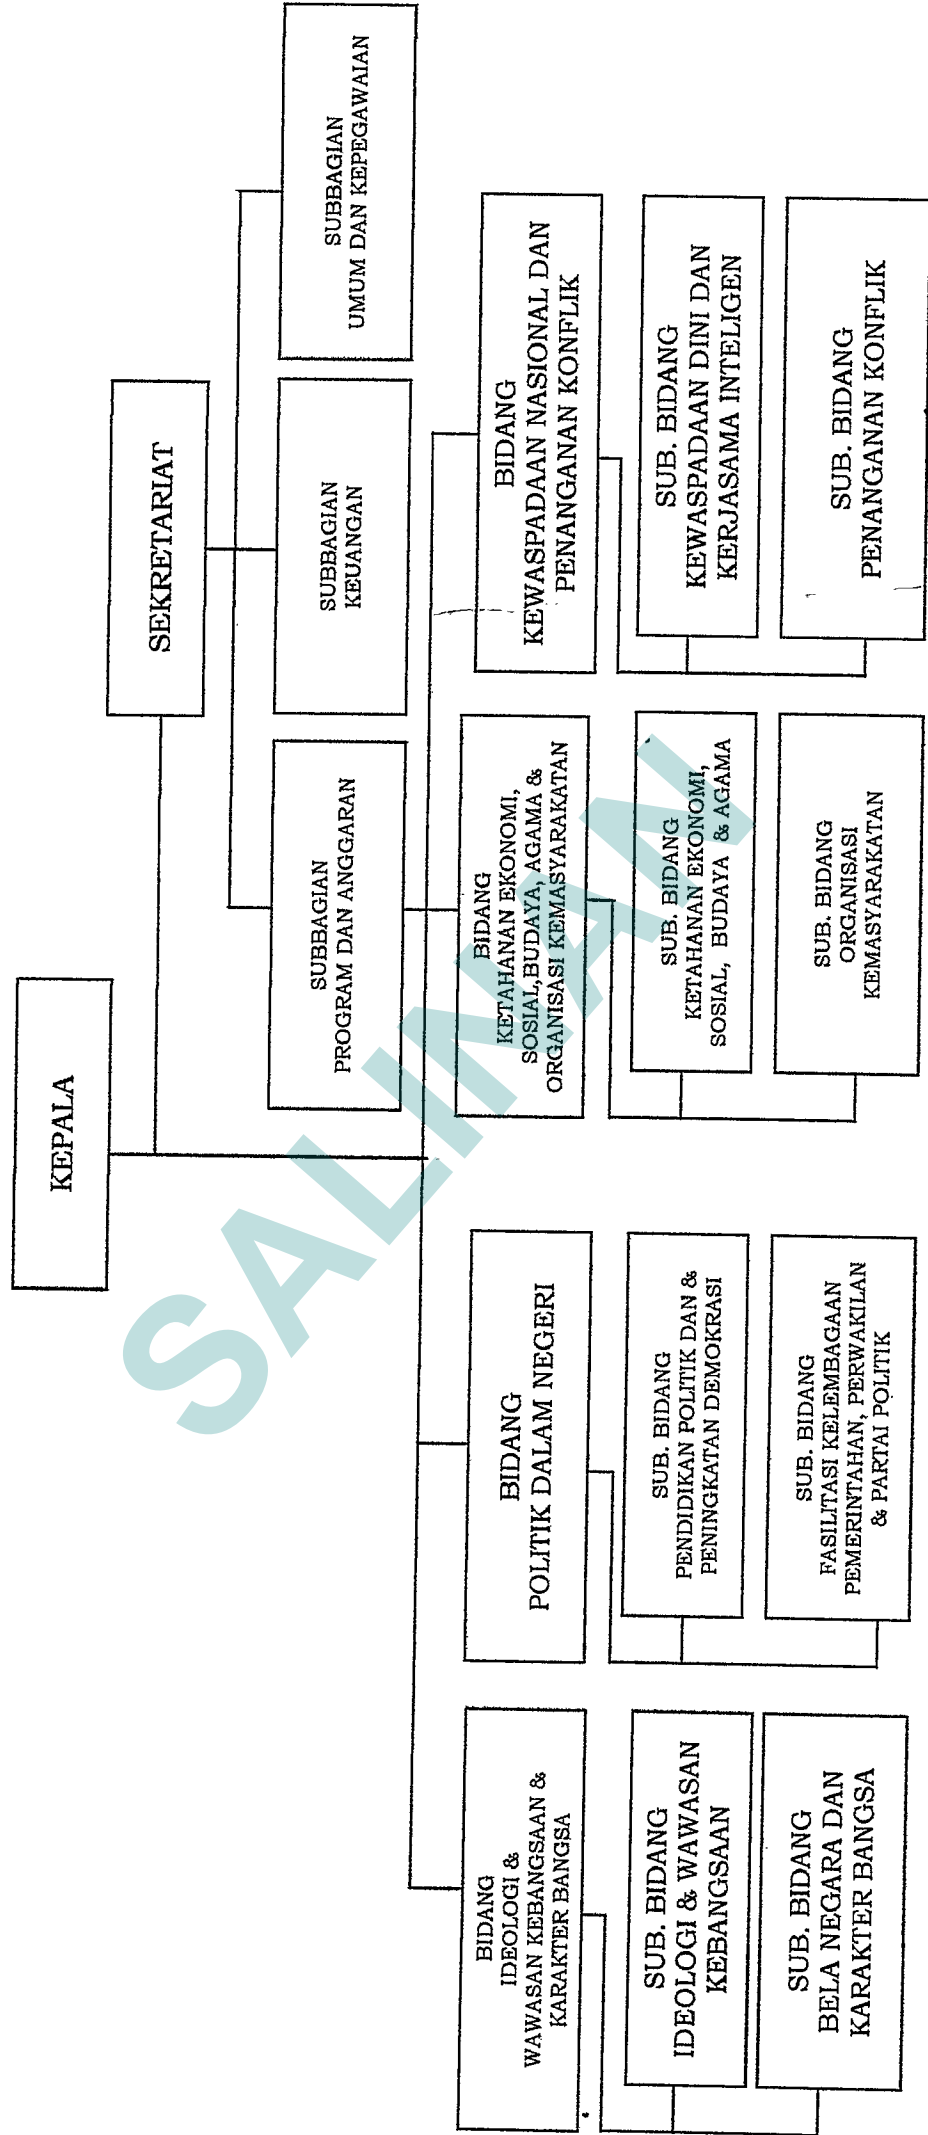 KEPALA
SEKRETARIAT
SUBBAGIAN
PROGRAM DAN ANGGARAN
SUBBAGIAN
KEUANGAN
SUBBAGIAN
UMUM DAN KEPEGAWAIAN
BIDANG
IDEOLOGI &
WAWASAN KEBANGSAAN &
KARAKTER BANGSA
BIDANG
POLITIK DALAM NEGERI
BIDANG
KETAHANAN EKONOMI,
SOSIAL,BUDAYA, AGAMA &
ORGANISASI KEMASYARAKATAN
BIDANG
KEWASPADAAN NASIONAL DAN
PENANGANAN KONFLIK
SUB. BIDANG
IDEOLOGI & WAWASAN
KEBANGSAAN
SUB. BIDANG
PENDIDIKAN POLITIK DAN &
PENINGKATAN DEMOKRASI
SUB. BIDANG
KETAHANAN EKONOMI,
SOSIAL, BUDAYA & AGAMA
SUB. BIDANG
KEWASPADAAN DINI DAN
KERJASAMA INTELIGEN
SUB. BIDANG
BELA NEGARA DAN
KARAKTER BANGSA
SUB. BIDANG
FASILITASI KELEMBAGAAN
PEMERINTAHAN, PERWAKILAN
& PARTAI POLITIK
SUB. BIDANG
ORGANISASI
KEMASYARAKATAN
SUB. BIDANG
PENANGANAN KONFLIK
SALINAN